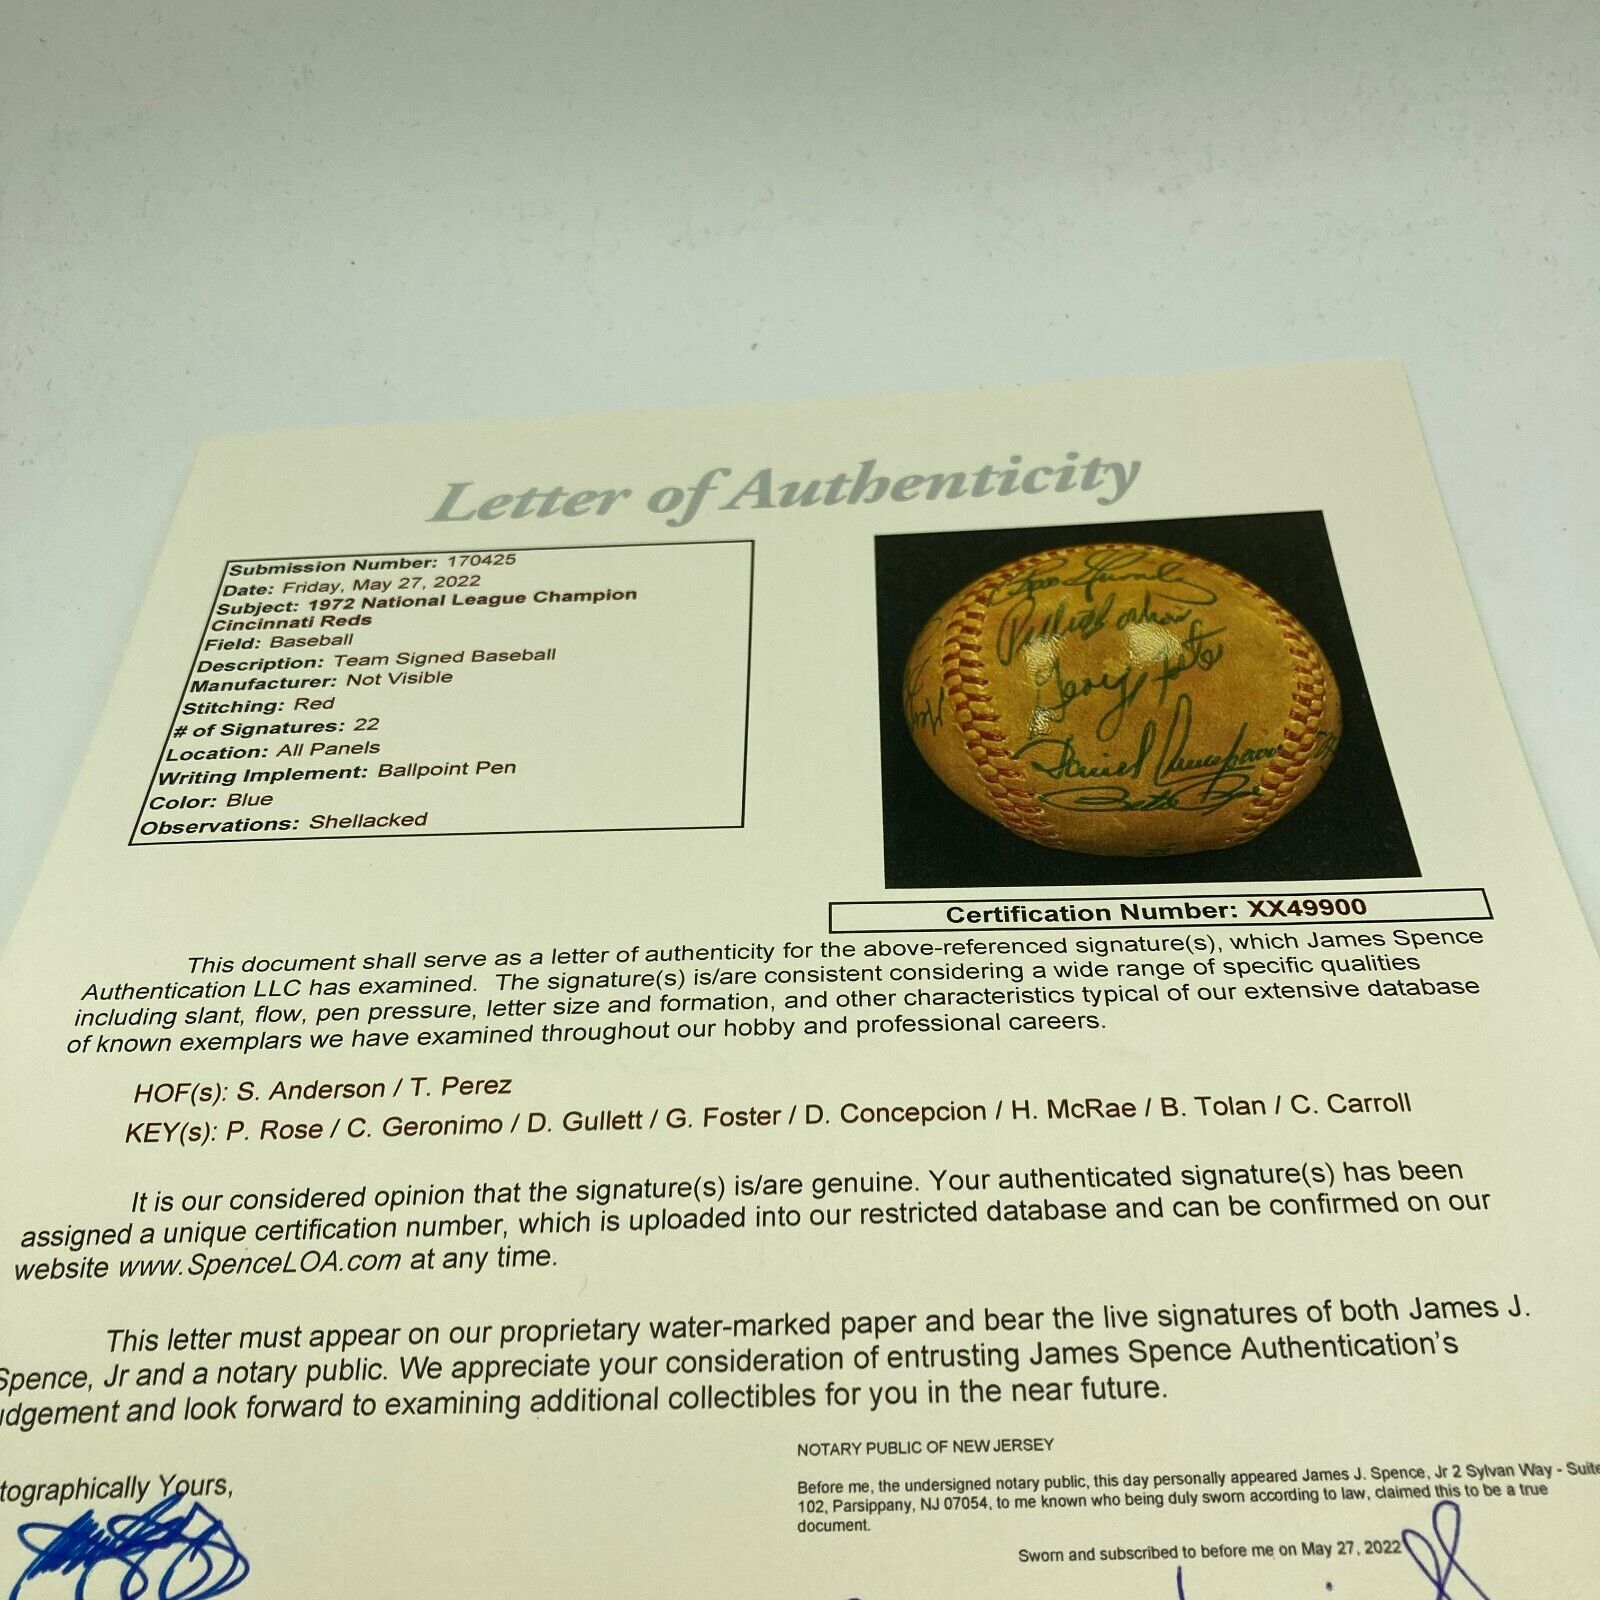 Letter of Authenticity
Submission Number: 170425
Date: Friday, May 27, 2022
Subject: 1972 National League Champion
Cincinnati Reds
Field: Baseball
Description: Team Signed Baseball
Manufacturer: Not Visible
Stitching: Red
# of Signatures: 22
Location: All Panels
Writing Implement: Ballpoint Pen
Color: Blue
Observations: Shellacked
George Foster
Pete Rose
Certification Number: XX49900
This document shall serve as a letter of authenticity for the above-referenced signature(s), which James Spence
Authentication LLC has examined. The signature(s) is/are consistent considering a wide range of specific qualities
including slant, flow, pen pressure, letter size and formation, and other characteristics typical of our extensive database
of known exemplars we have examined throughout our hobby and professional careers.
HOF(s): S. Anderson / T. Perez
KEY(s): P. Rose / C. Geronimo / D. Gullett / G. Foster / D. Concepcion / H. McRae / B. Tolan / C. Carroll
It is our considered opinion that the signature(s) is/are genuine. Your authenticated signature(s) has been
assigned a unique certification number, which is uploaded into our restricted database and can be confirmed on our
website www.SpenceLOA.com at any time.
This letter must appear on our proprietary water-marked paper and bear the live signatures of both James J.
Spence, Jr and a notary public. We appreciate your consideration of entrusting James Spence Authentication's
udgement and look forward to examining additional collectibles for you in the near future.
tographically Yours,
NOTARY PUBLIC OF NEW JERSEY
Before me, the undersigned notary public, this day personally appeared James J. Spence, Jr 2 Sylvan Way - Suite
102, Parsippany, NJ 07054, to me known who being duly sworn according to law, claimed this to be a true
document.
Sworn and subscribed to before me on May 27, 2022